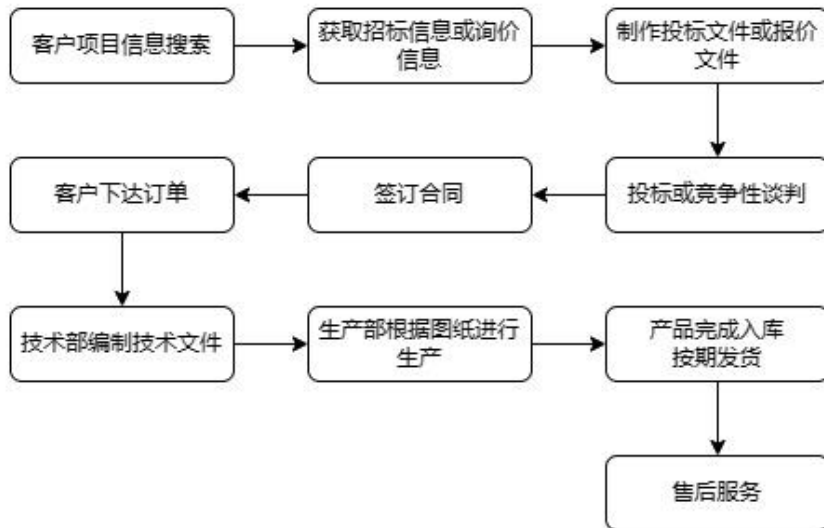 客户项目信息搜索
获取招标信息或询价
信息
制作投标文件或报价
文件
投标或竞争性谈判
签订合同
客户下达订单
技术部编制技术文件
生产部根据图纸进行
生产
产品完成入库
按期发货
售后服务